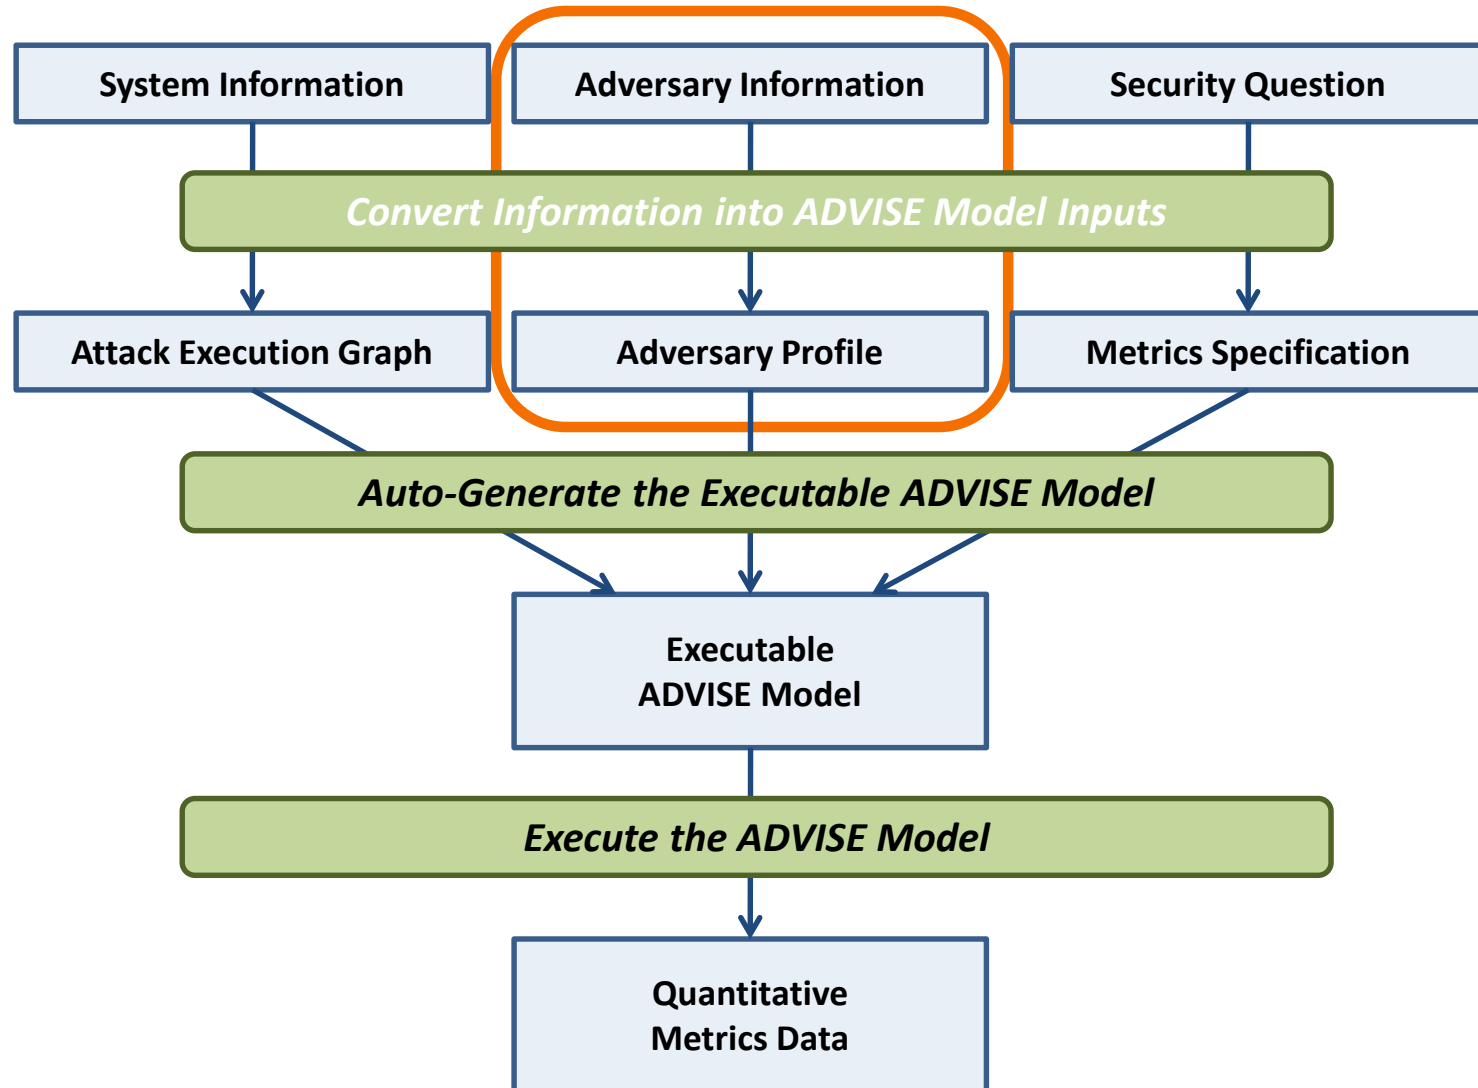 System Information
Adversary Information
Security Question
Convert Information into ADVISE Model Inputs
Attack Execution Graph
Adversary Profile
Metrics Specification
Auto-Generate the Executable ADVISE Model
Executable
ADVISE Model
Execute the ADVISE Model
Quantitative
Metrics Data